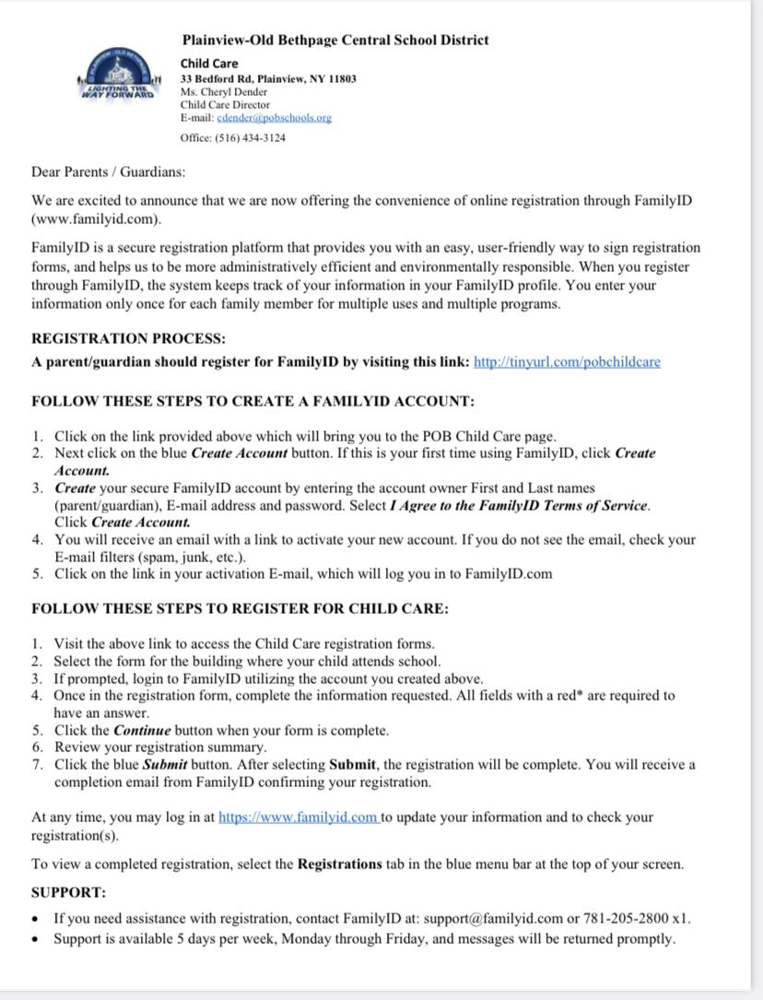 Plainview-Old Bethpage Central School District
PLAINVIEW - OLD BETHPAGE
LIGHTING THE
WAY FORWARD
Child Care
33 Bedford Rd, Plainview, NY 11803
Ms. Cheryl Dender
Child Care Director
E-mail: cdender@pobschools.org
Office: (516) 434-3124
Dear Parents / Guardians:
We are excited to announce that we are now offering the convenience of online registration through FamilyID
(www.familyid.com).
FamilyID is a secure registration platform that provides you with an easy, user-friendly way to sign registration
forms, and helps us to be more administratively efficient and environmentally responsible. When you register
through FamilyID, the system keeps track of your information in your FamilyID profile. You enter your
information only once for each family member for multiple uses and multiple programs.
REGISTRATION PROCESS:
A parent/guardian should register for FamilyID by visiting this link: http://tinyurl.com/pobchildcare
FOLLOW THESE STEPS TO CREATE A FAMILYID ACCOUNT:
1. Click on the link provided above which will bring you to the POB Child Care page.
2. Next click on the blue Create Account button. If this is your first time using FamilyID, click Create
Account.
3. Create your secure FamilyID account by entering the account owner First and Last names
(parent/guardian), E-mail address and password. Select I Agree to the FamilyID Terms of Service.
Click Create Account.
4. You will receive an email with a link to activate your new account. If you do not see the email, check your
E-mail filters (spam, junk, etc.).
5. Click on the link in your activation E-mail, which will log you in to FamilyID.com
FOLLOW THESE STEPS TO REGISTER FOR CHILD CARE:
1. Visit the above link to access the Child Care registration forms.
2. Select the form for the building where your child attends school.
3. If prompted, login to FamilyID utilizing the account you created above.
4. Once in the registration form, complete the information requested. All fields with a red* are required to
have an answer.
5. Click the Continue button when your form is complete.
6. Review your registration summary.
7. Click the blue Submit button. After selecting Submit, the registration will be complete. You will receive a
completion email from FamilyID confirming your registration.
At any time, you may log in at https://www.familyid.com to update your information and to check your
registration(s).
To view a completed registration, select the Registrations tab in the blue menu bar at the top of your screen.
SUPPORT:
• If you need assistance with registration, contact FamilyID at: support@familyid.com or 781-205-2800 x1.
• Support is available 5 days per week, Monday through Friday, and messages will be returned promptly.